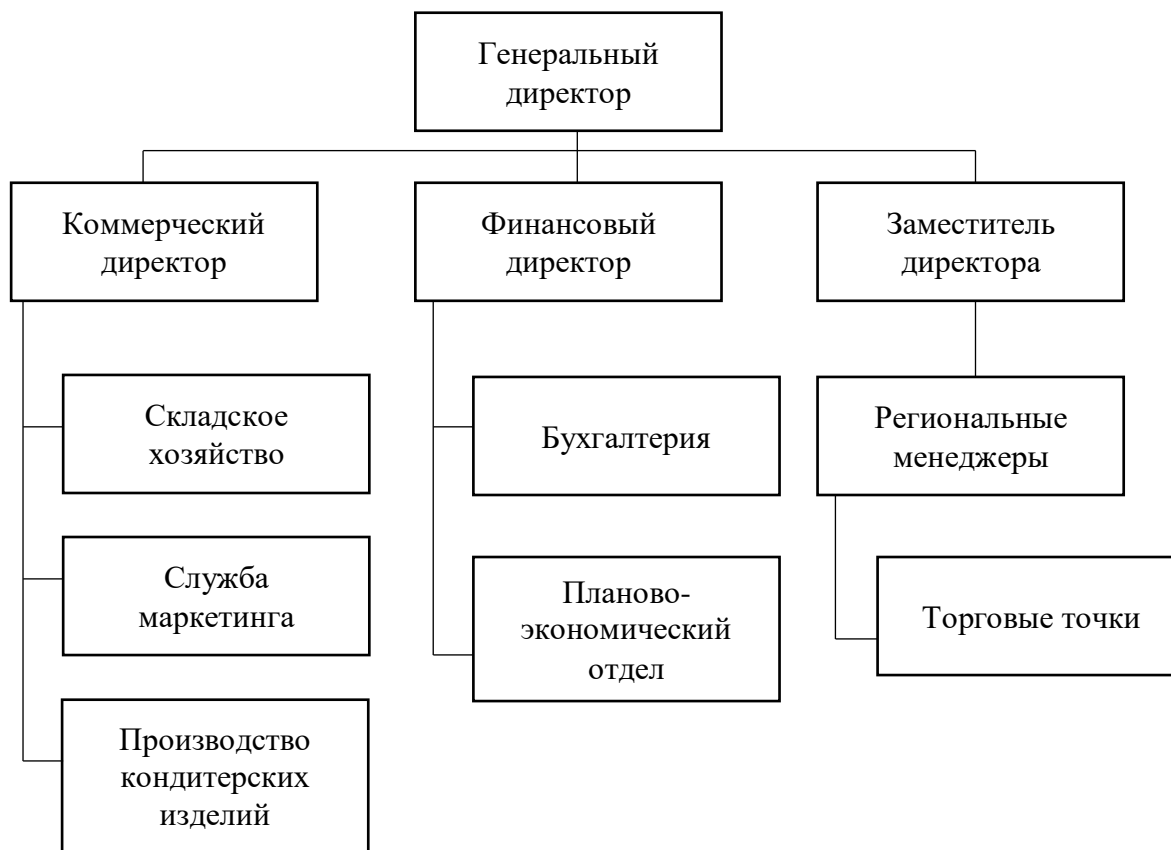 Генеральный
директор
Коммерческий
директор
Финансовый
директор
Заместитель
директора
Складское
хозяйство
Бухгалтерия
Региональные
менеджеры
Служба
маркетинга
Планово-
экономический
отдел
Торговые точки
Производство
кондитерских
изделий